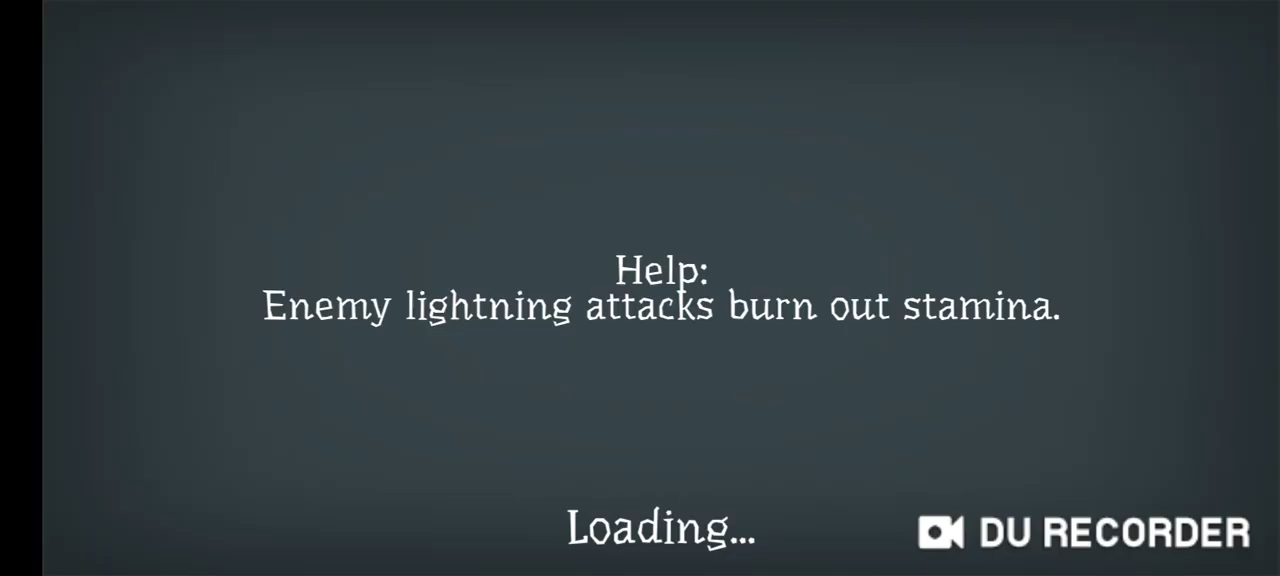 Help:
Enemy lightning attacks burn out stamina.
Loading...
DU RECORDER